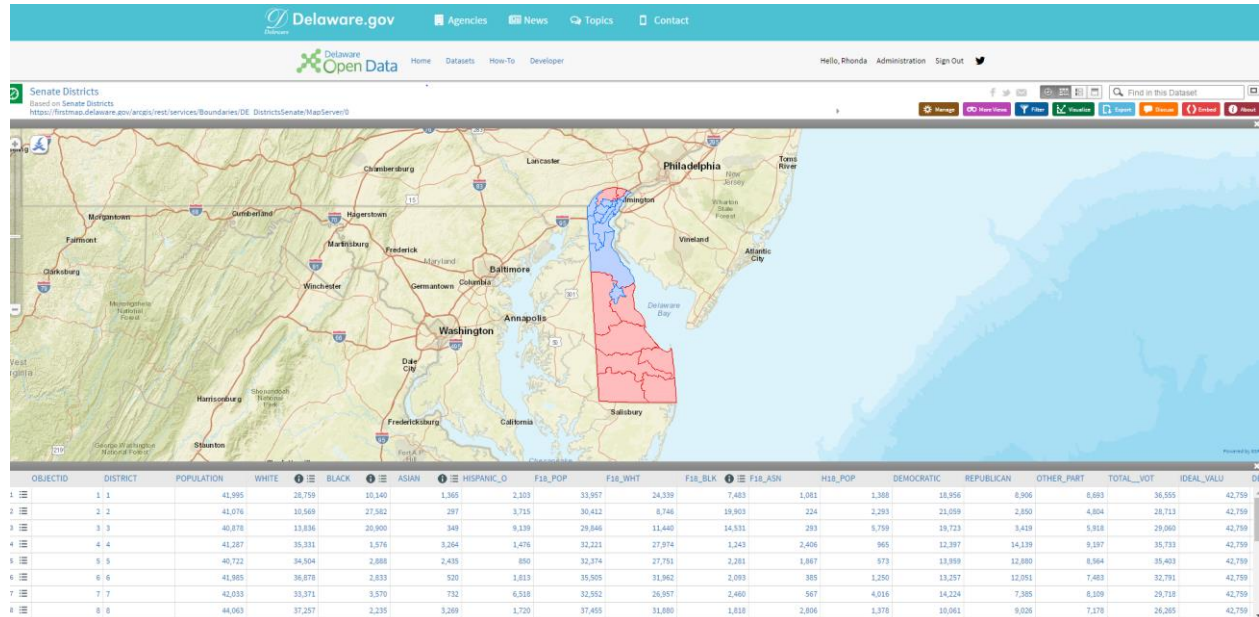 Delaware.gov Agencies News Topics Contact
Delaware
Delaware Open Data Home Datasets How-To Developer Hello, Rhonda Administration Sign Out
Senate Districts
Based on Senate Districts
https://firstmap.delaware.gov/arcgis/rest/services/Boundaries/DE_DistrictsSenate/MapServer/0
Find in this Dataset
Manage More Views Filter Visualize Export Discuss Embed About
Lancaster
Philadelphia
Toms River
New Jersey
Chambersburg
Wharton State Forest
Morgantown
Cumberland
Hagerstown
Fairmont
Martinsburg
Frederick
Maryland
Vineland
Atlantic City
Clarksburg
Baltimore
Winchester
Germantown
Columbia
Monongahela National Forest
Annapolis
Delaware Bay
Washington
Dale City
Harrisonburg
Shenandoah National Park
Salisbury
Fredericksburg
California
Staunton
George Washington National Forest
OBJECTID DISTRICT POPULATION WHITE BLACK ASIAN HISPANIC_O F18_POP F18_WHT F18_BLK F18_ASN H18_POP DEMOCRATIC REPUBLICAN OTHER_PART TOTAL__VOT IDEAL_VALU
1 1 1 41,995 28,759 10,140 1,365 2,103 33,957 24,339 7,483 1,081 1,388 18,956 8,906 8,693 36,555 42,759
2 2 2 41,076 10,569 27,582 297 3,715 30,412 8,746 19,903 224 2,293 21,059 2,850 4,804 28,713 42,759
3 3 3 40,878 13,836 20,900 349 9,139 29,846 11,440 14,531 293 5,759 19,723 3,419 5,918 29,060 42,759
4 4 4 41,287 35,331 1,576 3,264 1,476 32,221 27,974 1,243 2,406 965 12,397 14,139 9,197 35,733 42,759
5 5 5 40,722 34,504 2,888 2,435 850 32,374 27,751 2,281 1,867 573 13,959 12,880 8,564 35,403 42,759
6 6 6 41,985 36,878 2,833 520 1,813 35,505 31,962 2,093 385 1,250 13,257 12,051 7,483 32,791 42,759
7 7 7 42,033 33,371 3,570 732 6,518 32,552 26,957 2,460 567 4,016 14,224 7,385 8,109 29,718 42,759
8 8 8 44,063 37,257 2,235 3,269 1,720 37,455 31,880 1,818 2,806 1,378 10,061 9,026 7,178 26,265 42,759